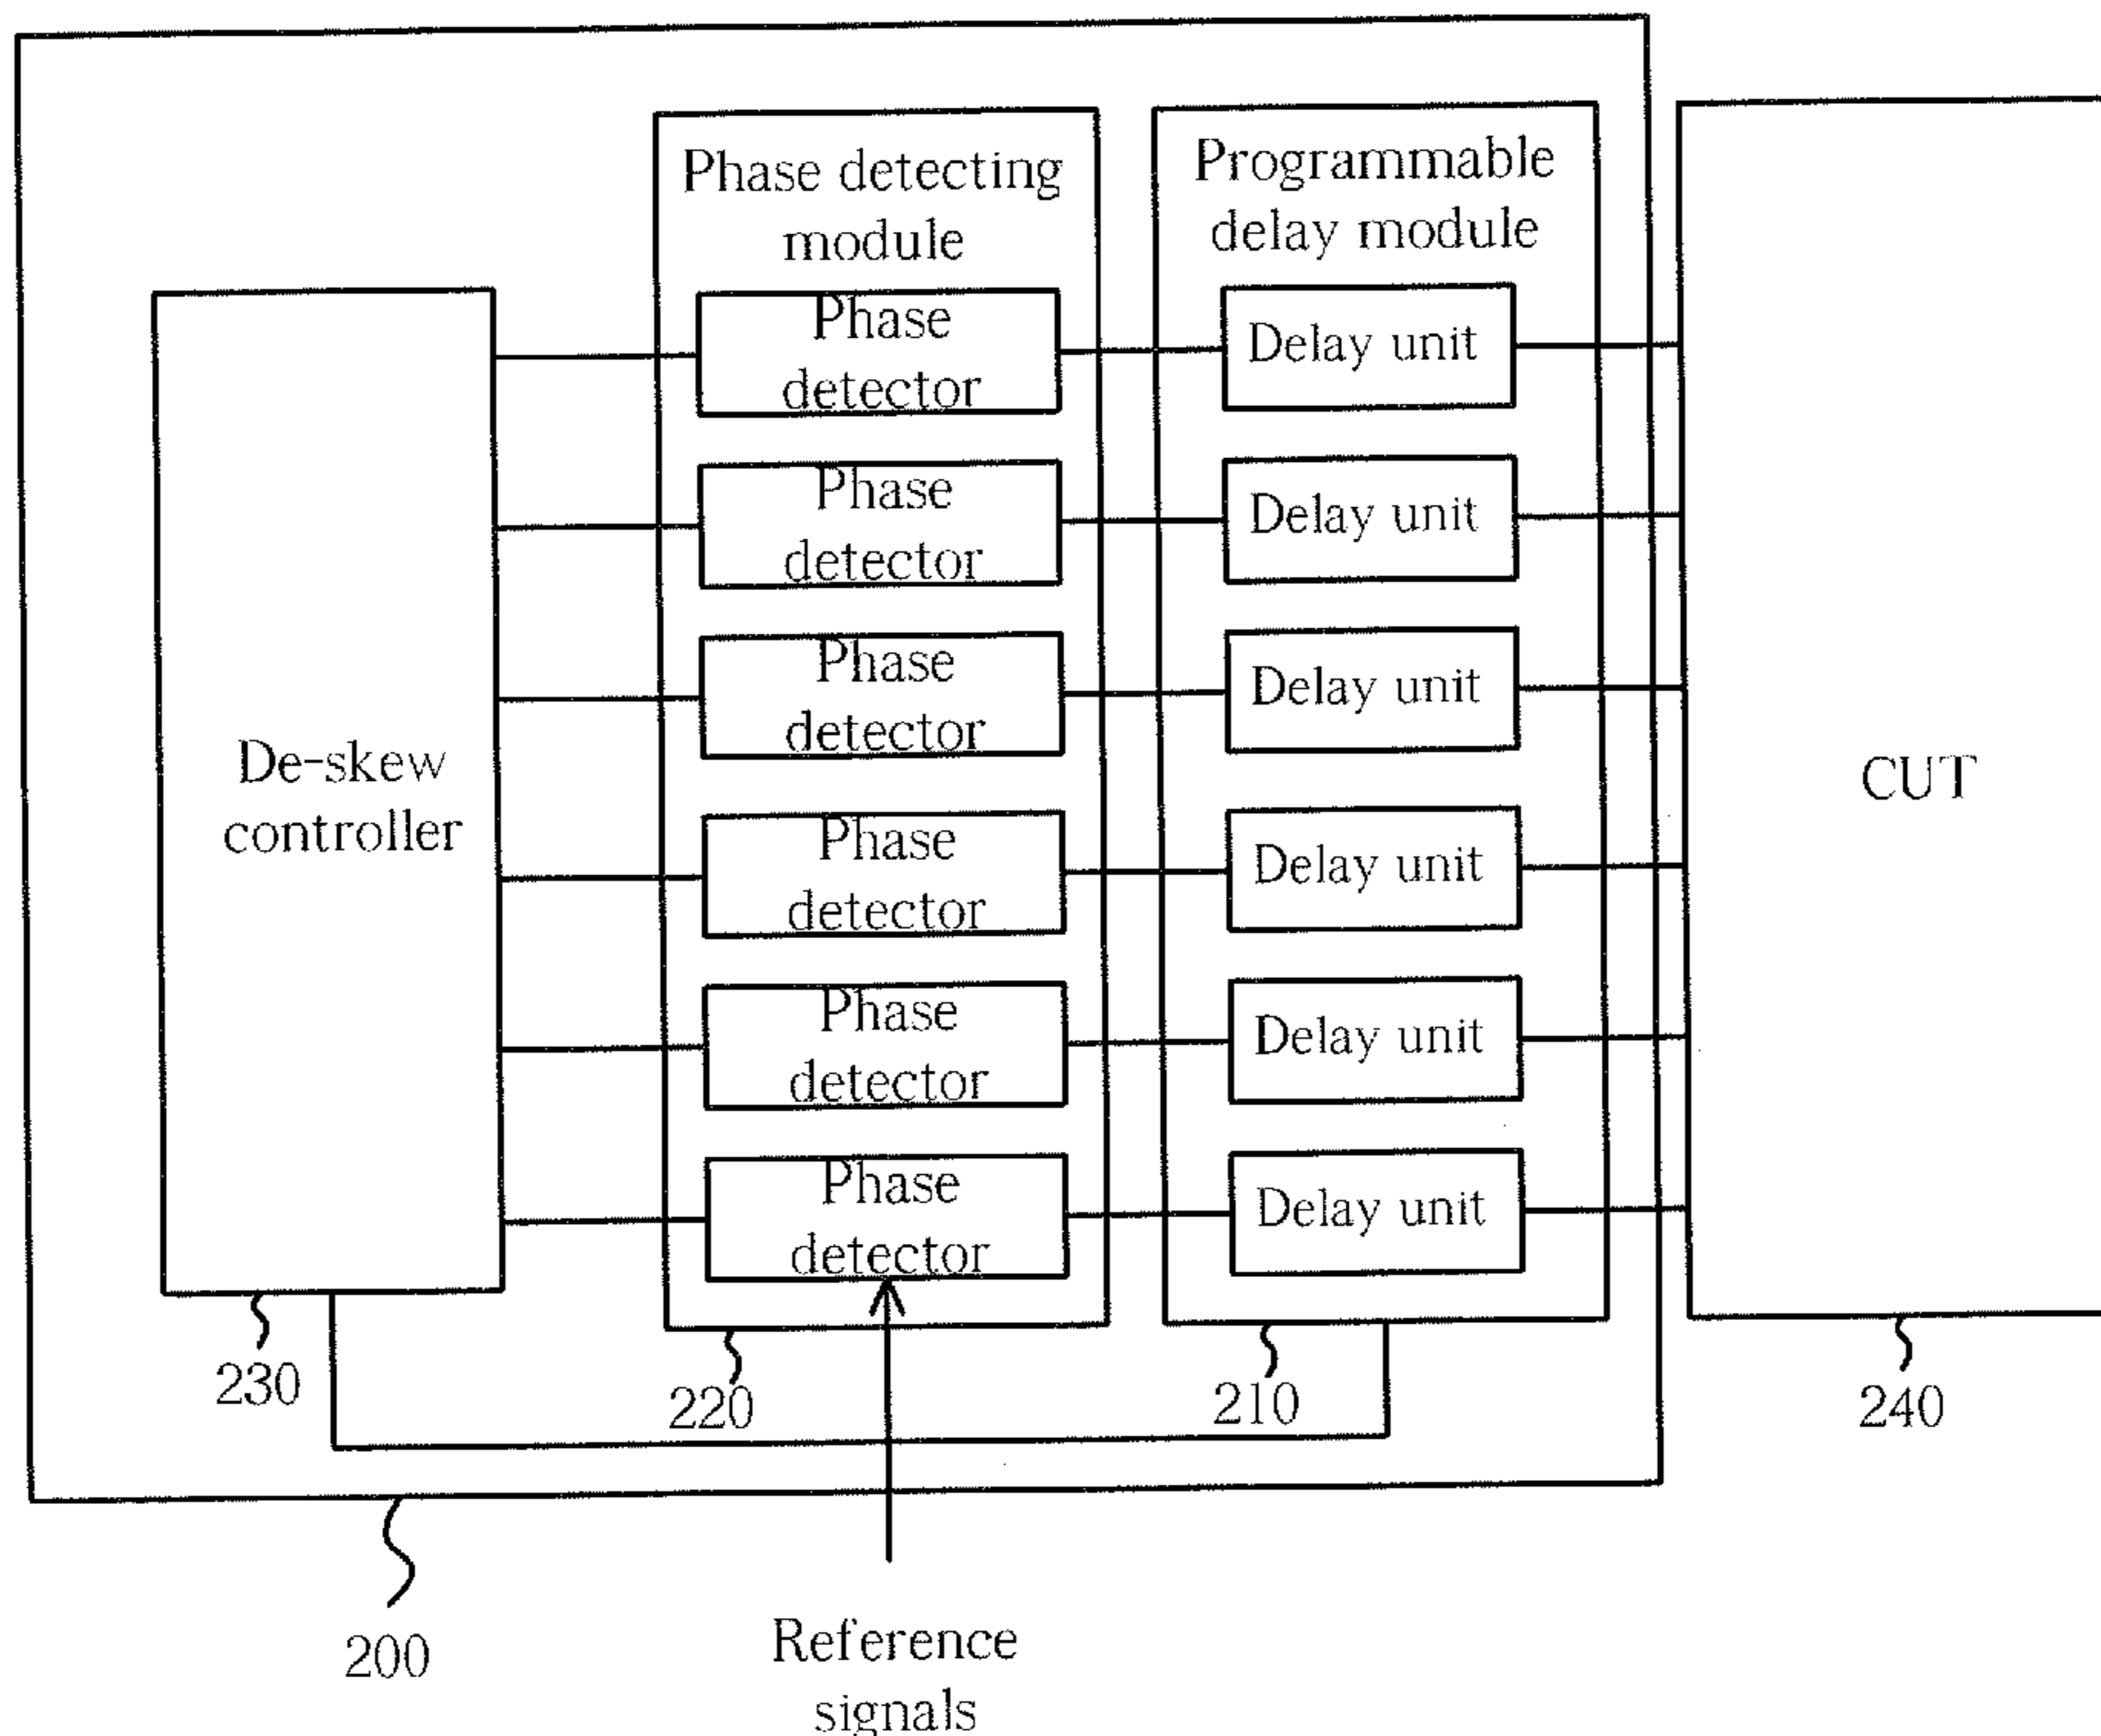 Phase detecting
module
Programmable
delay module
Phase
detector
Delay unit
Phase
detector
Delay unit
Phase
detector
Delay unit
De-skew
controller
CUT
Phase
detector
Delay unit
Phase
detector
Delay unit
Phase
detector
Delay unit
230
220
210
240
200
Reference
signals